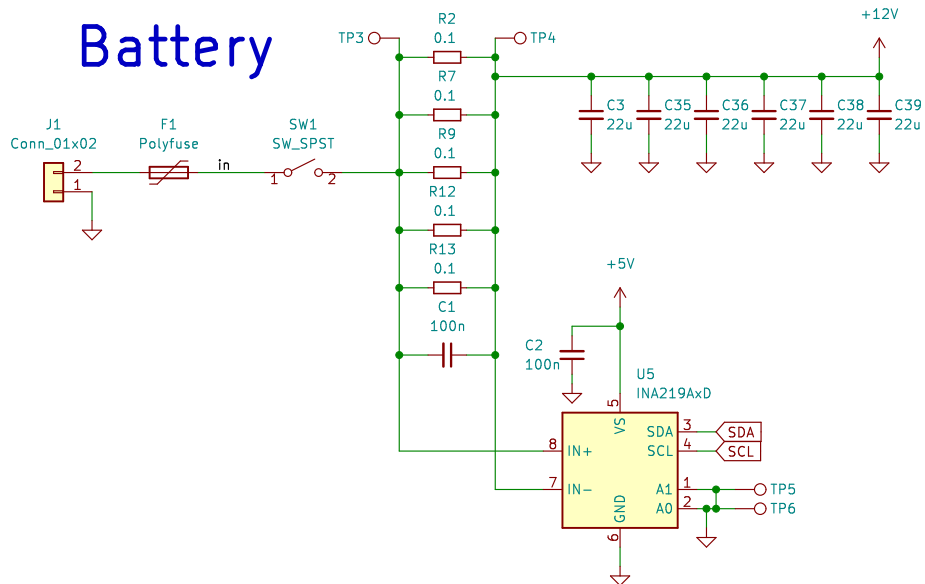 Battery
J1
Conn_01x02
2
1
F1
Polyfuse
in
SW1
SW_SPST
1
2
TP3
TP4
R2
0.1
R7
0.1
R9
0.1
R12
0.1
R13
0.1
C1
100n
+12V
C3
22u
C35
22u
C36
22u
C37
22u
C38
22u
C39
22u
+5V
C2
100n
U5
INA219AxD
5
VS
8
IN+
7
IN-
SDA
3
SDA
SCL
4
SCL
A1
1
TP5
A0
2
TP6
GND
6